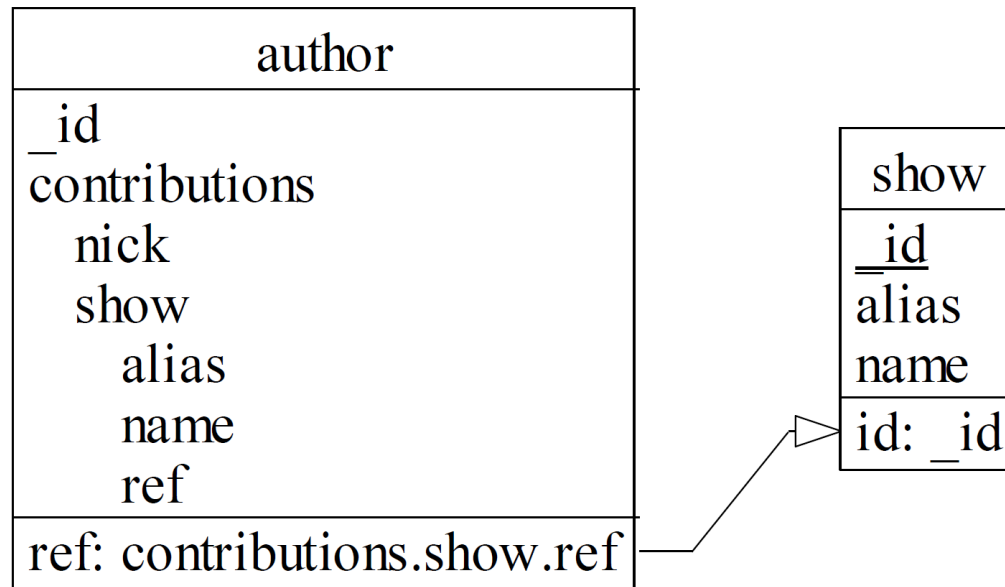 author
_id
contributions
nick
show
alias
name
ref
ref: contributions.show.ref
show
_id
alias
name
id: _id